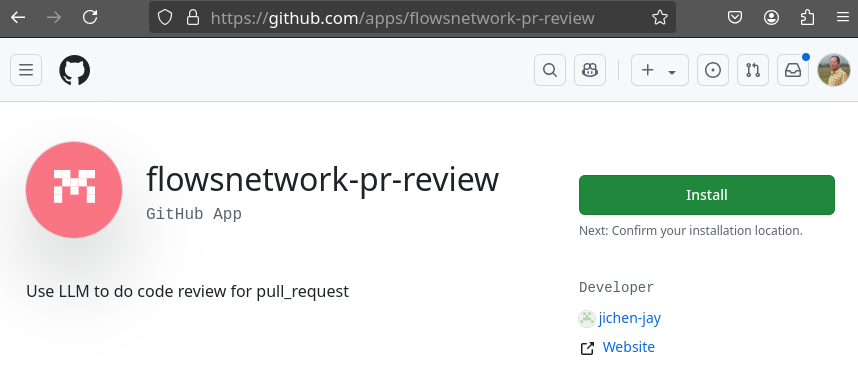 https://github.com/apps/flowsnetwork-pr-review
flowsnetwork-pr-review
GitHub App
Use LLM to do code review for pull_request
Install
Next: Confirm your installation location.
Developer
jichen-jay
Website